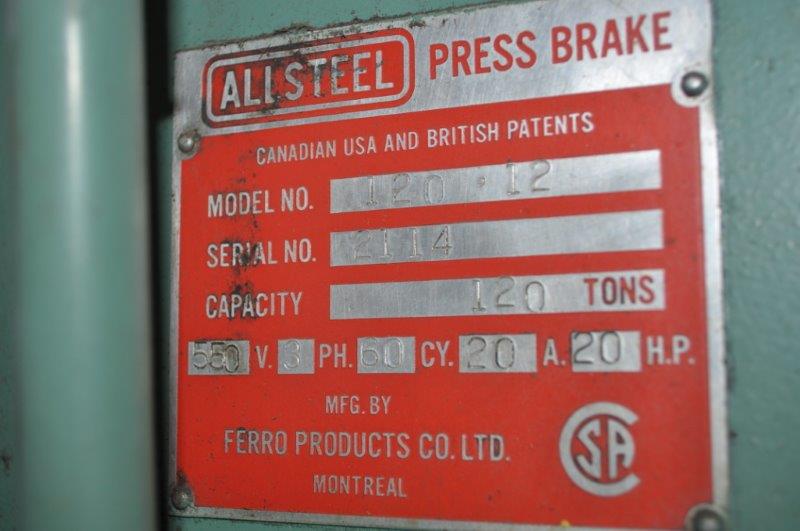 ALLSTEEL PRESS BRAKE
CANADIAN USA AND BRITISH PATENTS
MODEL NO. 120 · 12
SERIAL NO. 2114
CAPACITY 120 TONS
550 V. 3 PH. 60 CY. 20 A. 20 H.P.
MFG. BY
FERRO PRODUCTS CO. LTD.
MONTREAL
CSA